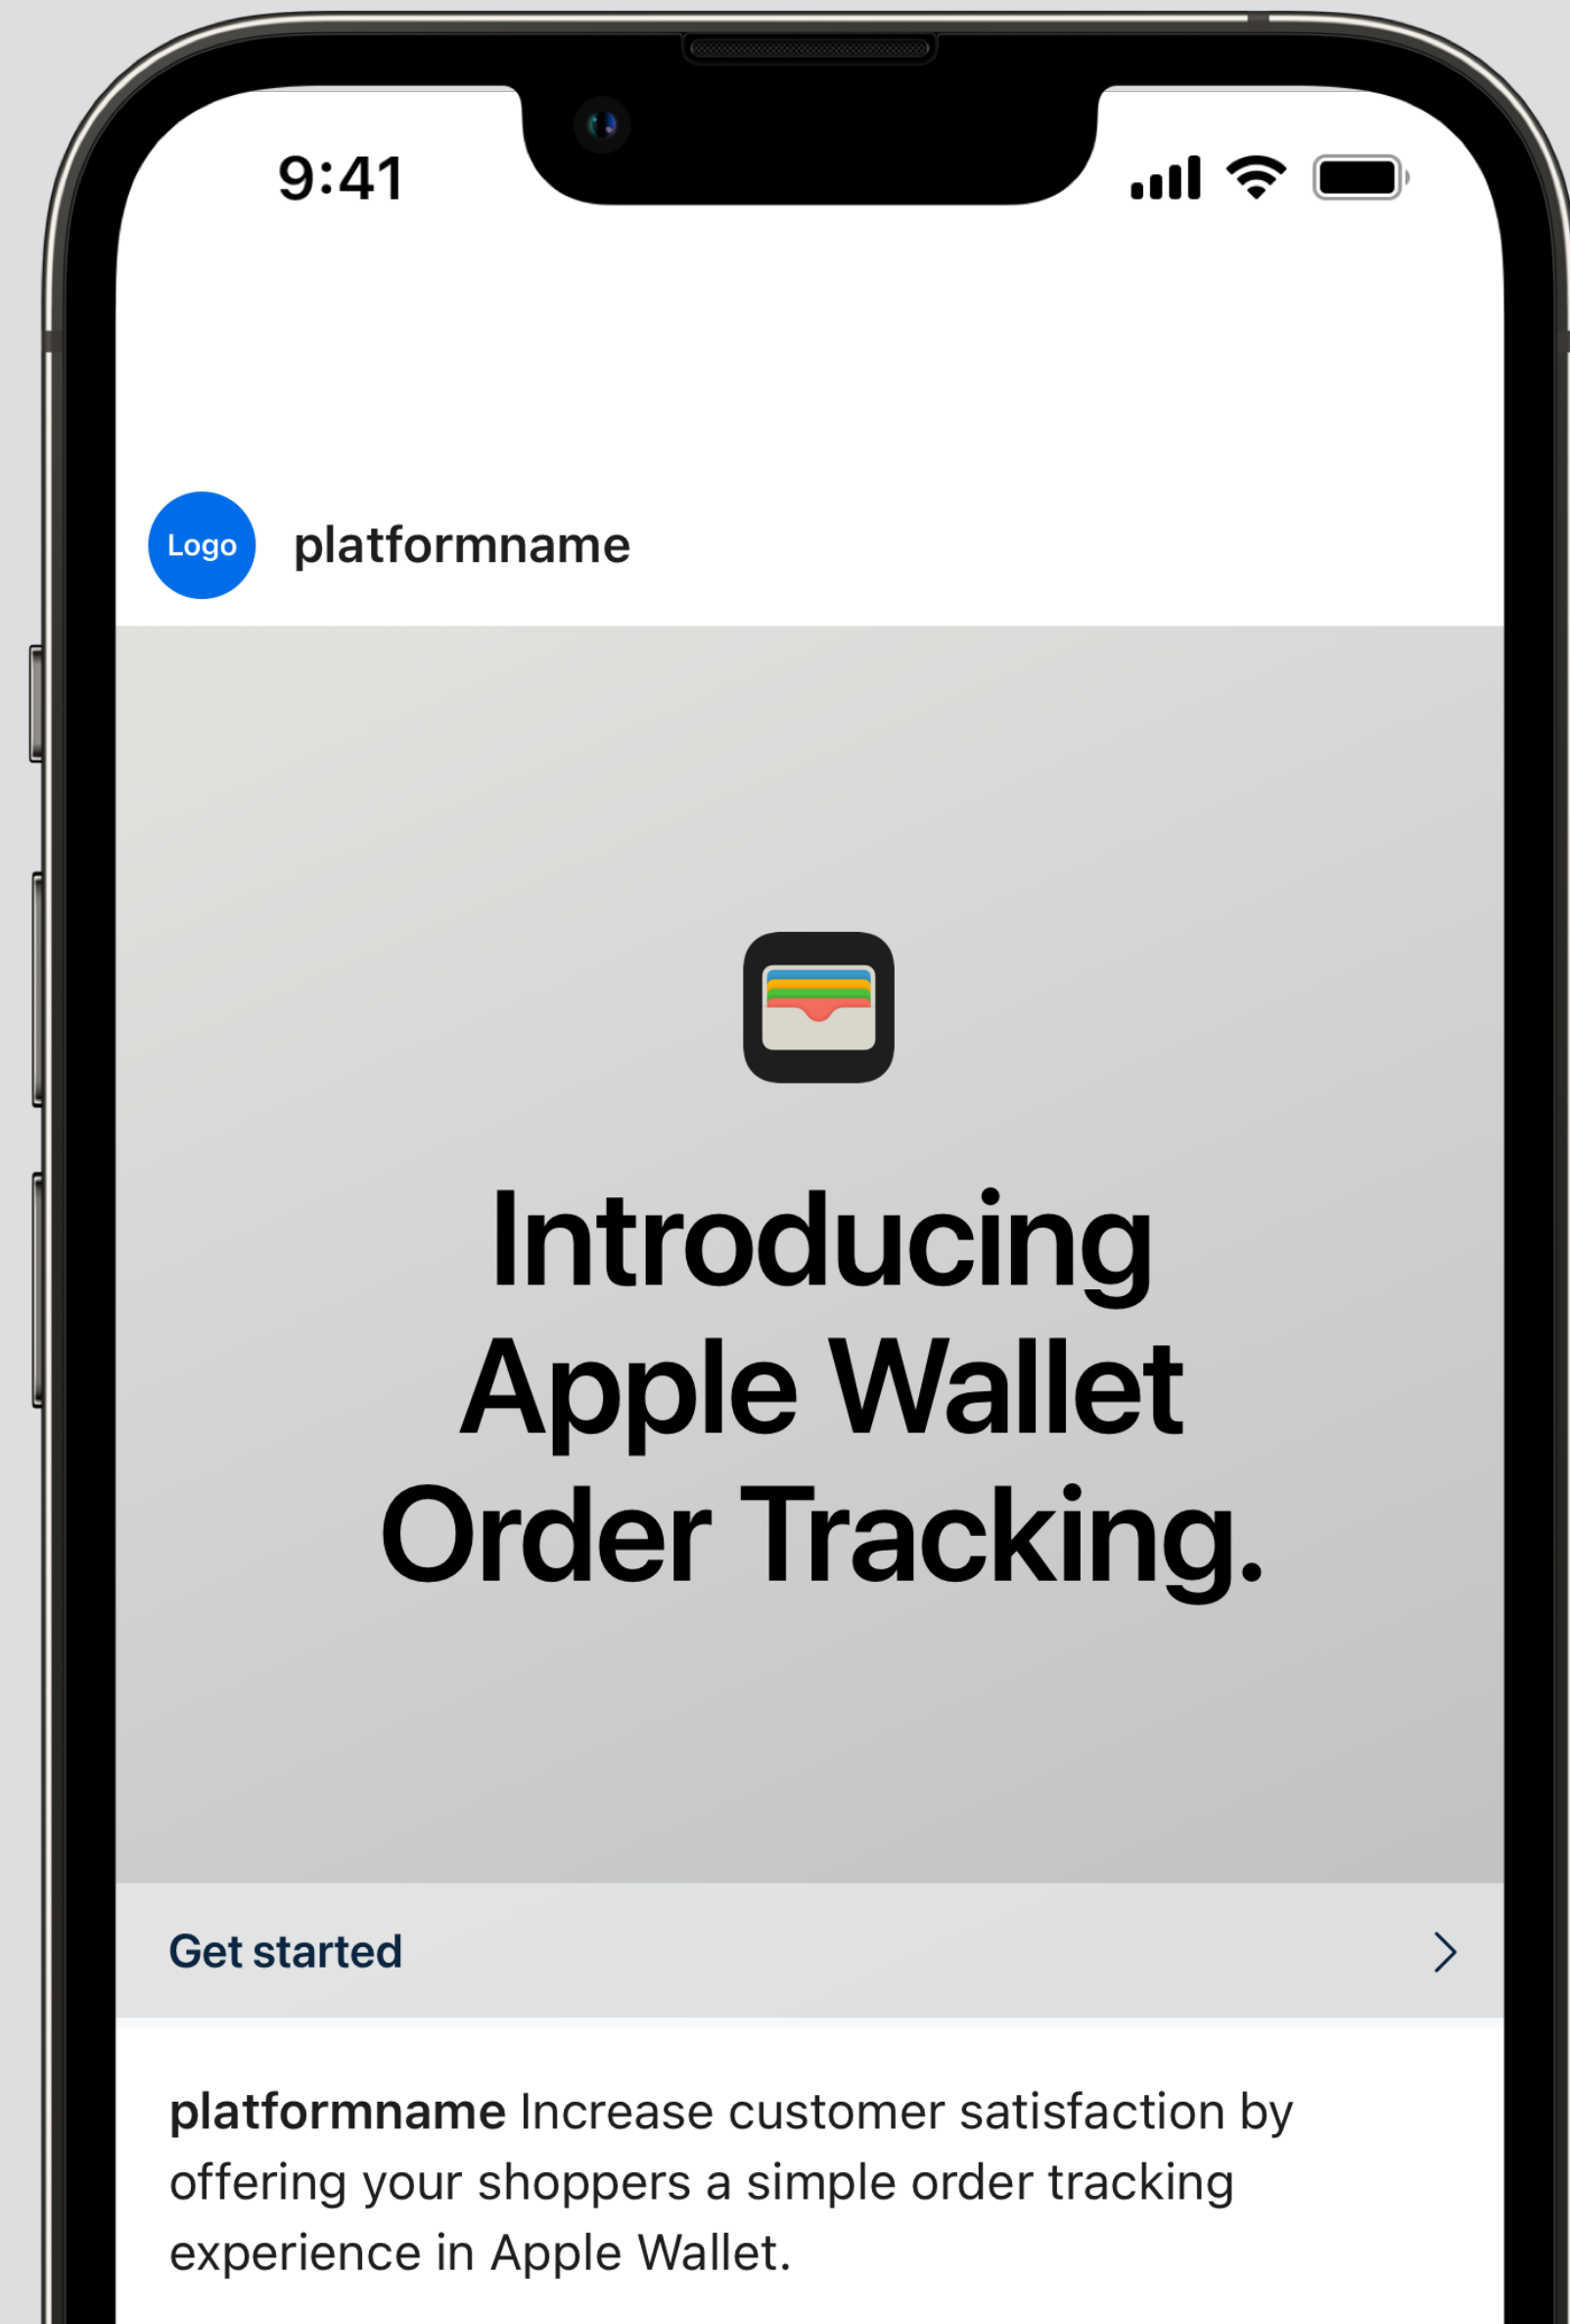 9:41
Logo
platformname
Introducing
Apple Wallet
Order Tracking.
Get started
platformname Increase customer satisfaction by
offering your shoppers a simple order tracking
experience in Apple Wallet.